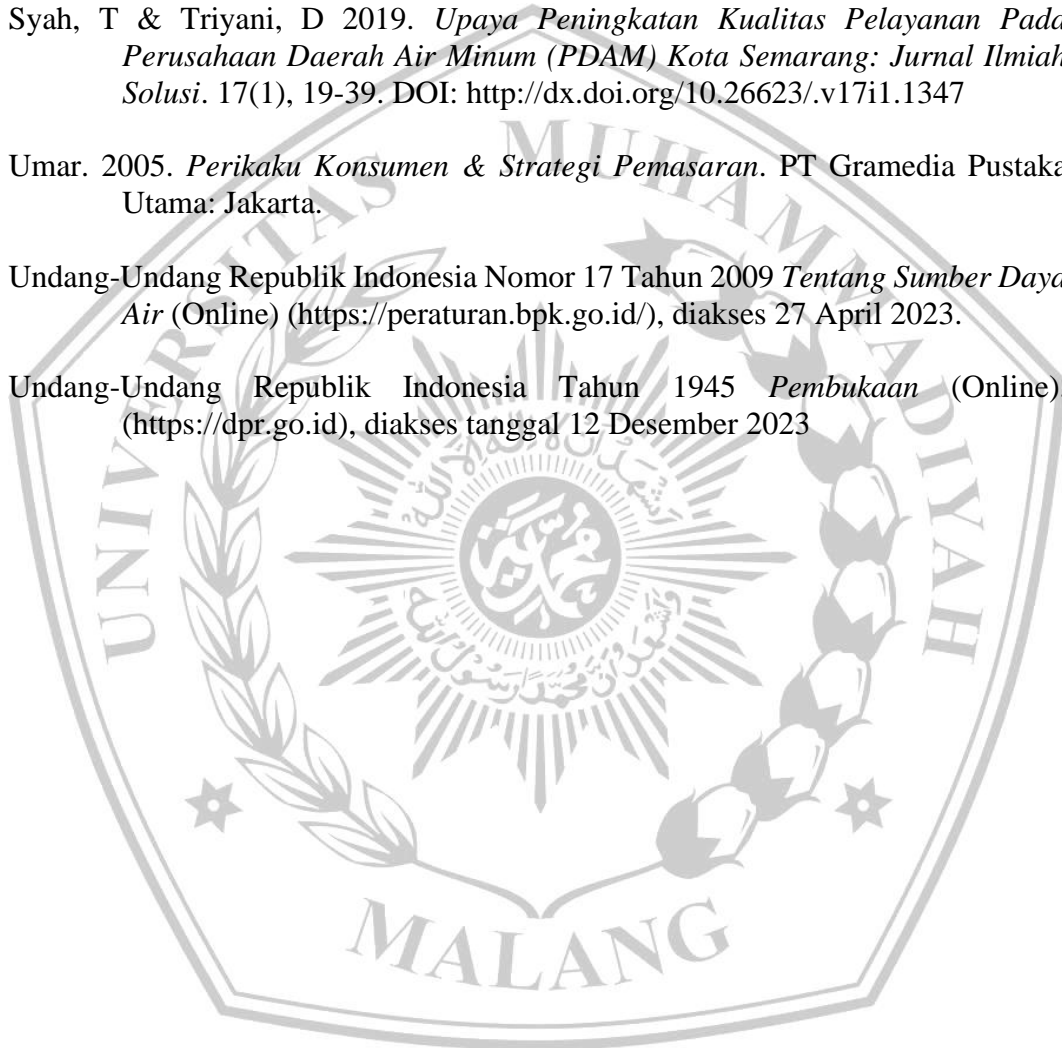 Syah, T & Triyani, D 2019. Upaya Peningkatan Kualitas Pelayanan Pada
Perusahaan Daerah Air Minum (PDAM) Kota Semarang: Jurnal Ilmiah
Solusi. 17(1), 19-39. DOI: http://dx.doi.org/10.26623/.v17i1.1347
Umar. 2005. Perikaku Konsumen & Strategi Pemasaran. PT Gramedia Pustaka
Utama: Jakarta.
Undang-Undang Republik Indonesia Nomor 17 Tahun 2009 Tentang Sumber Daya
Air (Online) (https://peraturan.bpk.go.id/), diakses 27 April 2023.
Undang-Undang Republik Indonesia Tahun 1945 Pembukaan (Online).
(https://dpr.go.id), diakses tanggal 12 Desember 2023
UNIVERSITAS MUHAMMADIYAH
MALANG